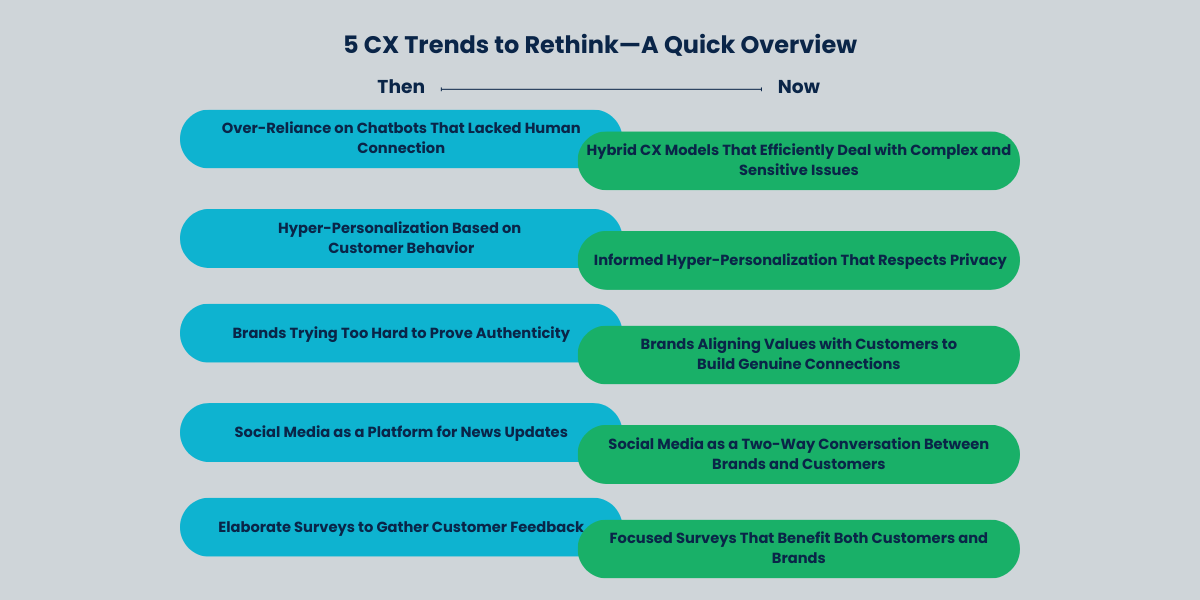 5 CX Trends to Rethink—A Quick Overview
Then
Now
Over-Reliance on Chatbots That Lacked Human
Connection
Hybrid CX Models That Efficiently Deal with Complex and
Sensitive Issues
Hyper-Personalization Based on
Customer Behavior
Informed Hyper-Personalization That Respects Privacy
Brands Trying Too Hard to Prove Authenticity
Brands Aligning Values with Customers to
Build Genuine Connections
Social Media as a Platform for News Updates
Social Media as a Two-Way Conversation Between
Brands and Customers
Elaborate Surveys to Gather Customer Feedback
Focused Surveys That Benefit Both Customers and
Brands